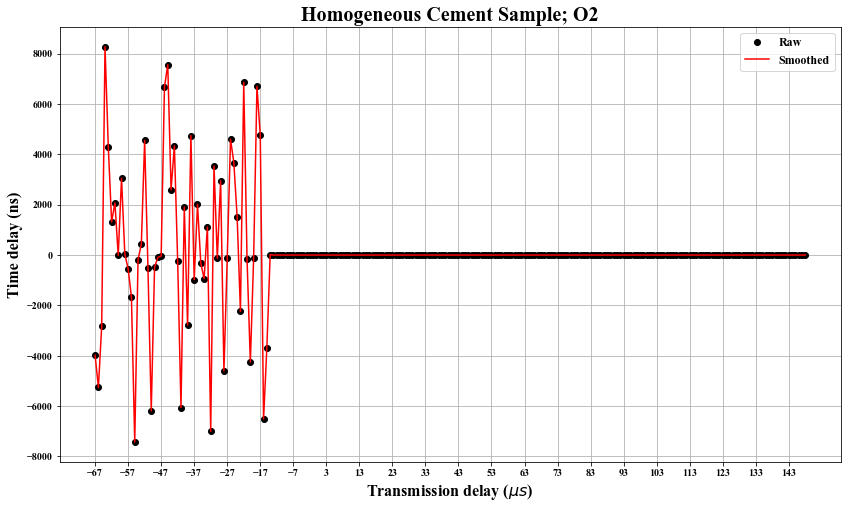 Homogeneous Cement Sample; O2
Raw
Smoothed
Time delay (ns)
8000
6000
4000
2000
0
−2000
−4000
−6000
−8000
−67 −57 −47 −37 −27 −17 −7 3 13 23 33 43 53 63 73 83 93 103 113 123 133 143
Transmission delay (μs)